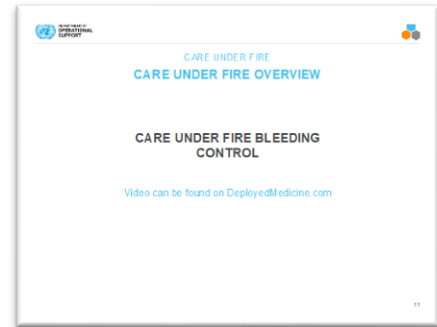 DEPARTMENT OF
OPERATIONAL
SUPPORT
CARE UNDER FIRE
CARE UNDER FIRE OVERVIEW
CARE UNDER FIRE BLEEDING
CONTROL
Video can be found on DeployedMedicine.com
11